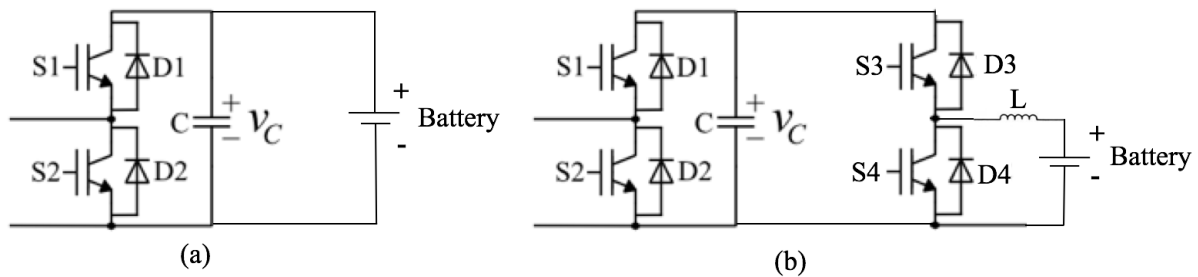 S1 D1 + S1 D1 + S3 D3
L
C v_C + Battery C v_C + Battery
- - - -
S2 D2 S2 D2 S4 D4
(a) (b)